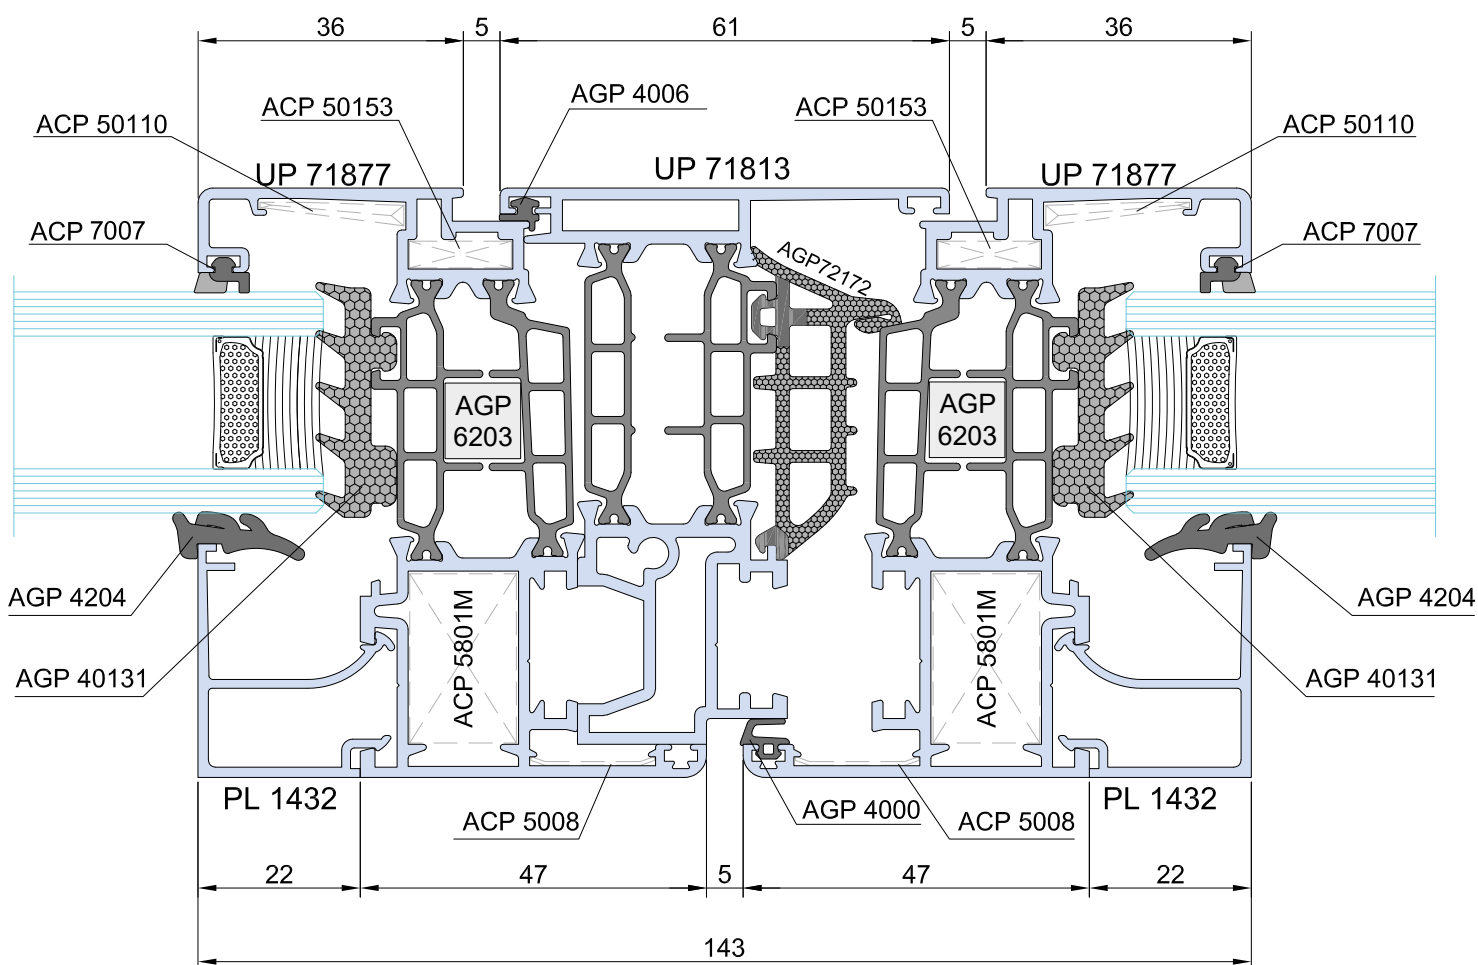 36
5
61
5
36
AGP 4006
ACP 50153
ACP 50153
ACP 50110
ACP 50110
UP 71877
UP 71813
UP 71877
ACP 7007
ACP 7007
AGP72172
AGP
6203
AGP
6203
AGP 4204
AGP 4204
ACP 5801M
ACP 5801M
AGP 40131
AGP 40131
PL 1432
PL 1432
ACP 5008
AGP 4000
ACP 5008
22
47
5
47
22
143